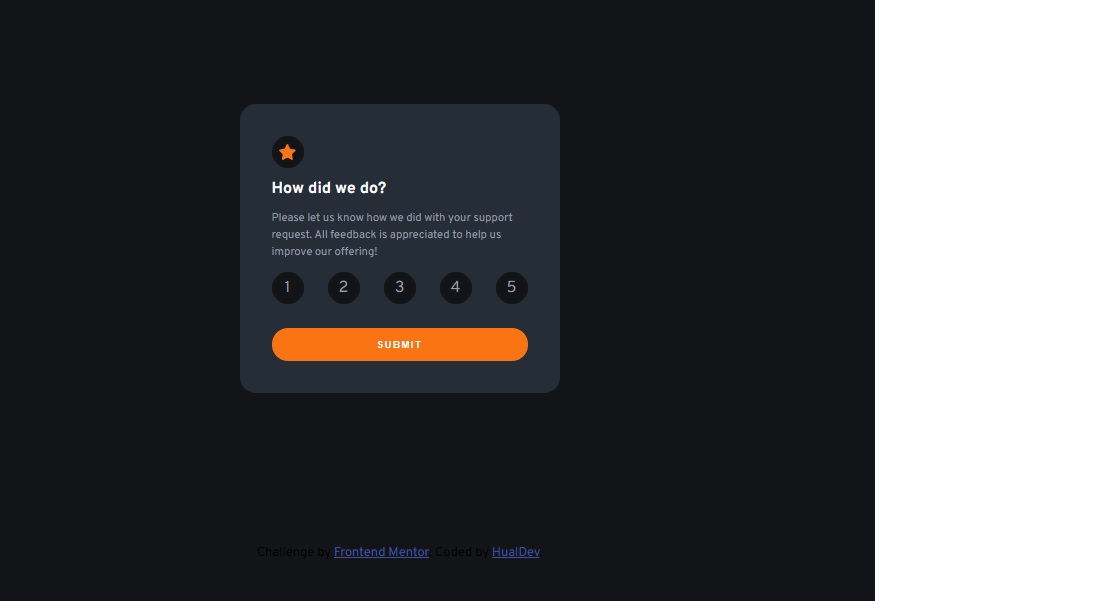 How did we do?
Please let us know how we did with your support
request. All feedback is appreciated to help us
improve our offering!
1 2 3 4 5
SUBMIT
Challenge by Frontend Mentor. Coded by HualDev.